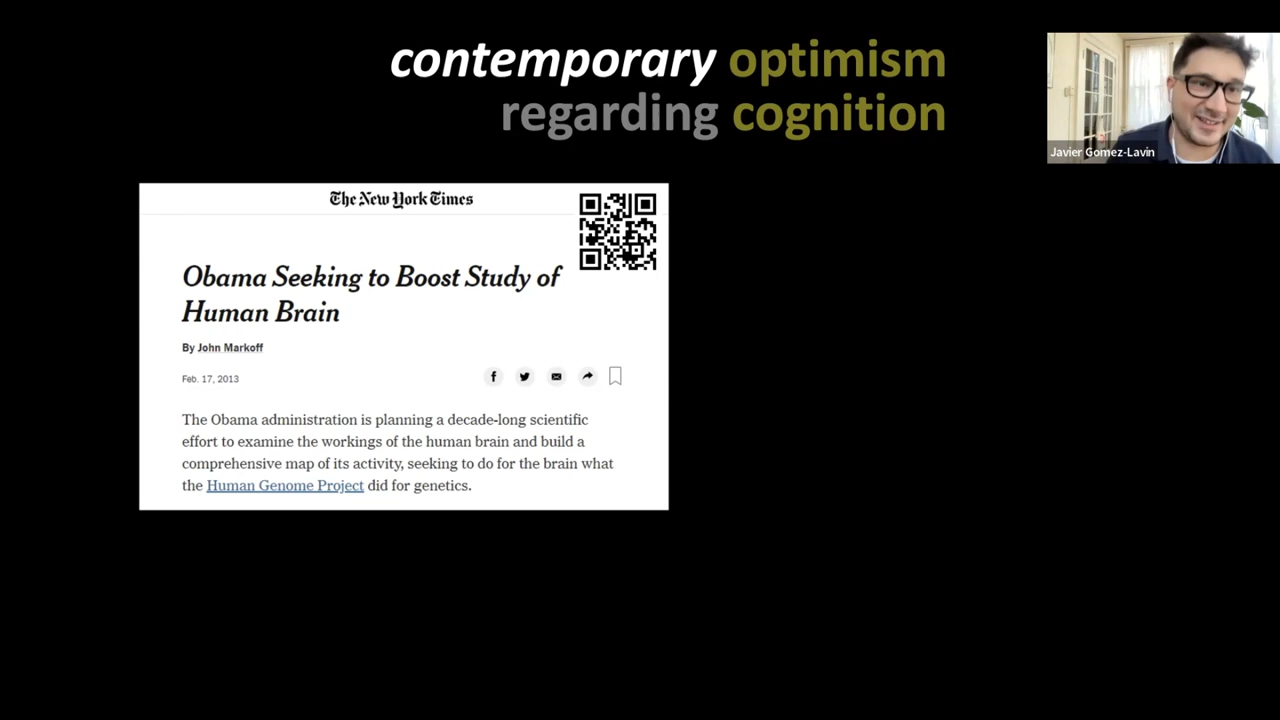 contemporary optimism
regarding cognition
Javier Gomez-Lavin
The New York Times
Obama Seeking to Boost Study of
Human Brain
By John Markoff
Feb. 17, 2013
The Obama administration is planning a decade-long scientific
effort to examine the workings of the human brain and build a
comprehensive map of its activity, seeking to do for the brain what
the Human Genome Project did for genetics.